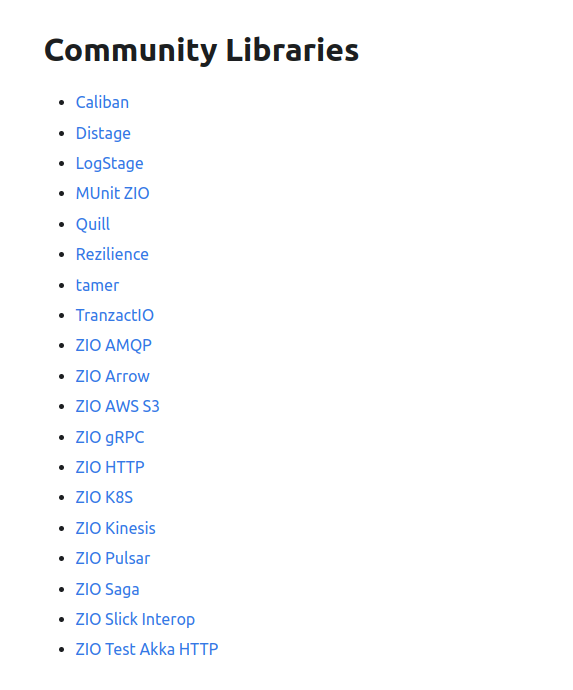 Community Libraries
Caliban
Distage
LogStage
MUnit ZIO
Quill
Rezilience
tamer
TranzactIO
ZIO AMQP
ZIO Arrow
ZIO AWS S3
ZIO gRPC
ZIO HTTP
ZIO K8S
ZIO Kinesis
ZIO Pulsar
ZIO Saga
ZIO Slick Interop
ZIO Test Akka HTTP